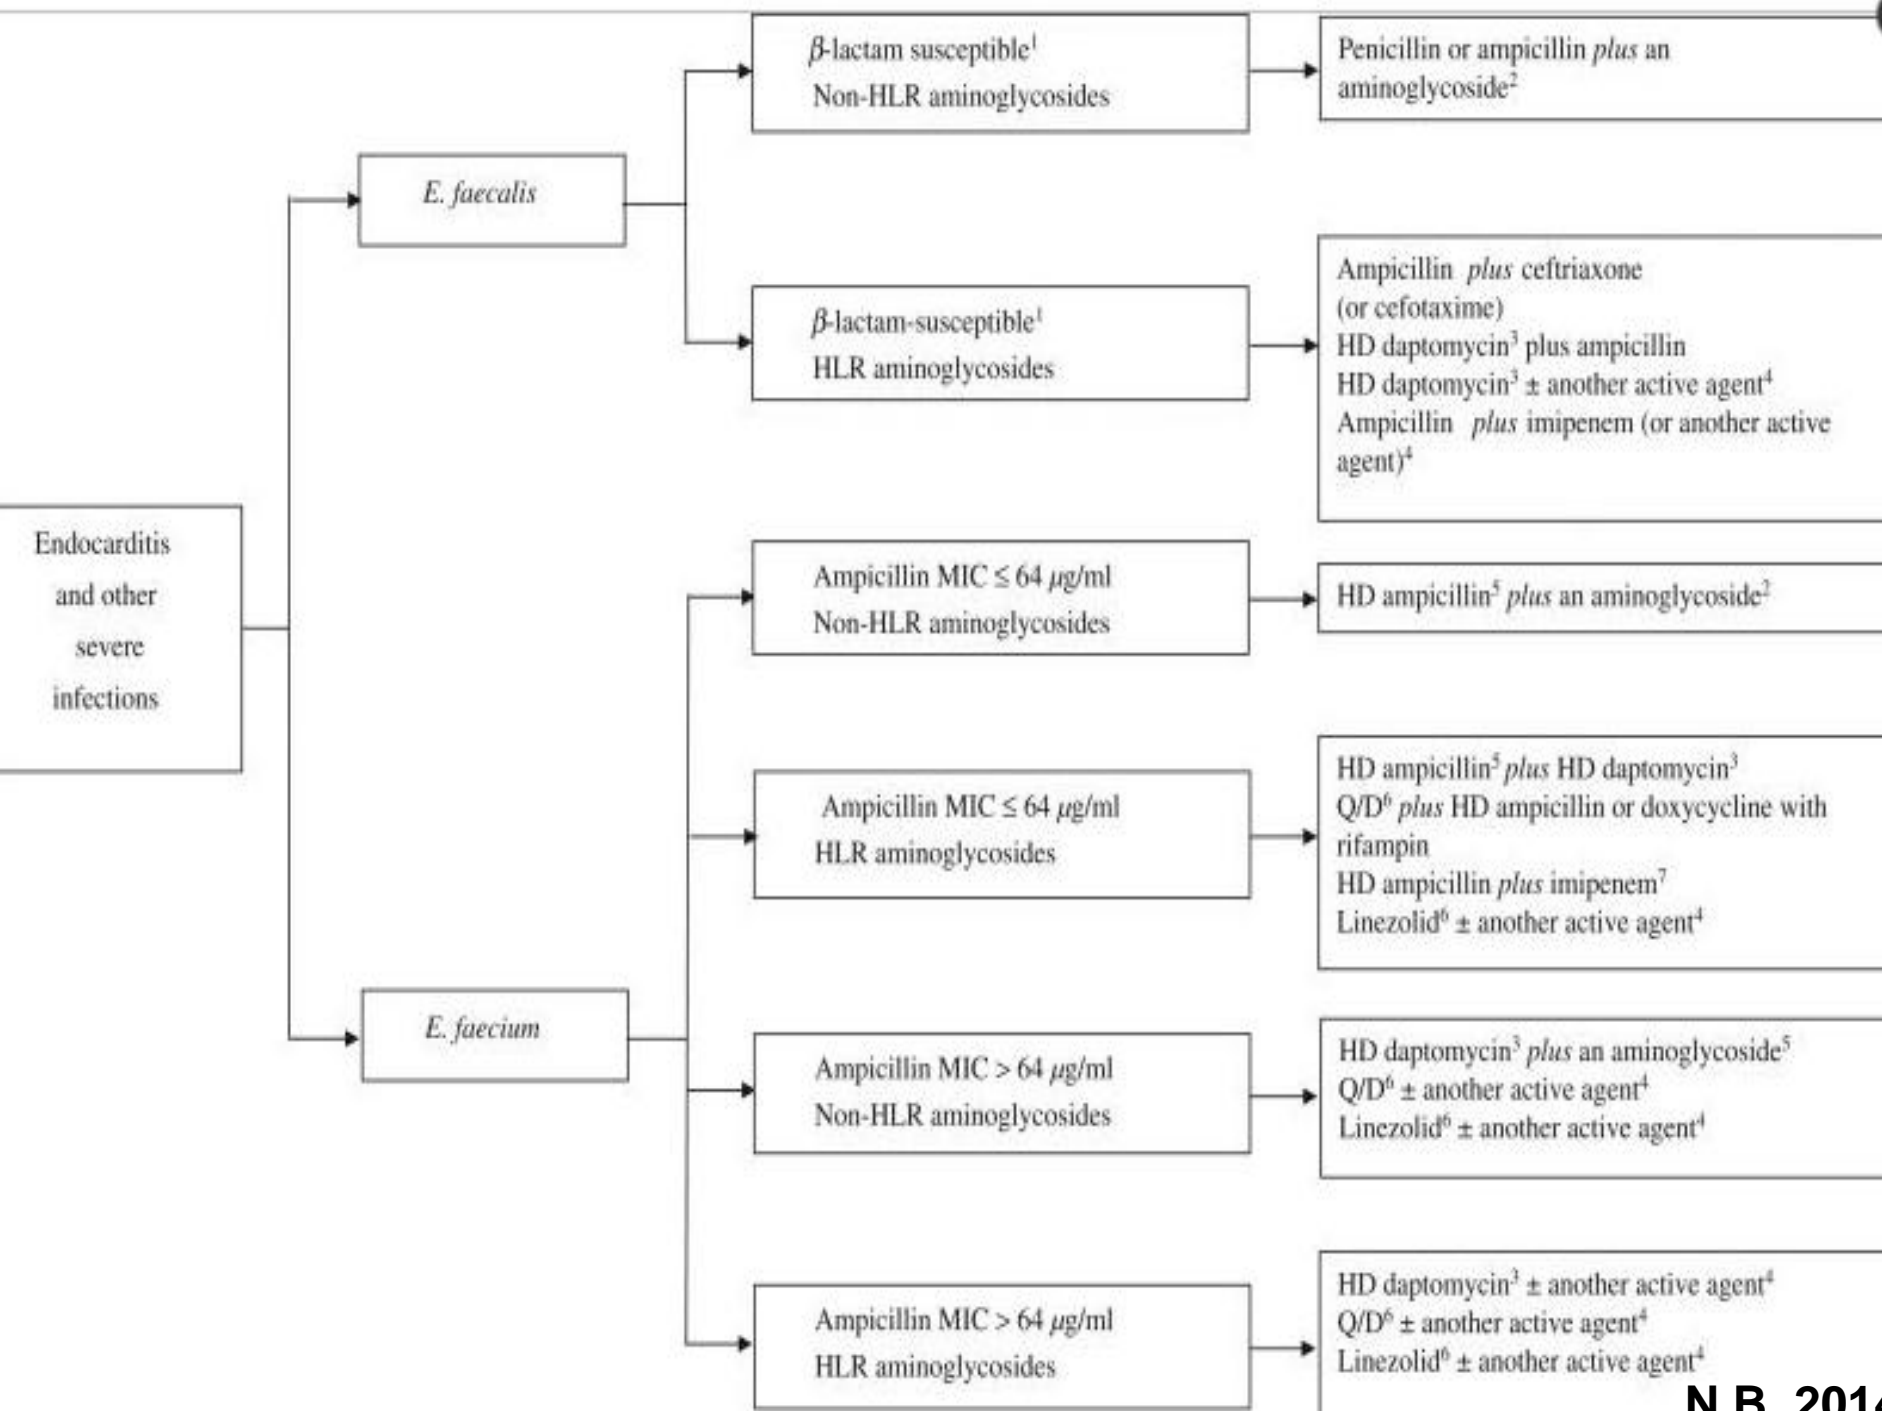 Endocarditis
and other
severe
infections
E. faecalis
E. faecium
β-lactam susceptible¹
Non-HLR aminoglycosides
β-lactam-susceptible¹
HLR aminoglycosides
Ampicillin MIC ≤ 64 µg/ml
Non-HLR aminoglycosides
Ampicillin MIC ≤ 64 µg/ml
HLR aminoglycosides
Ampicillin MIC > 64 µg/ml
Non-HLR aminoglycosides
Ampicillin MIC > 64 µg/ml
HLR aminoglycosides
Penicillin or ampicillin plus an
aminoglycoside²
Ampicillin plus ceftriaxone
(or cefotaxime)
HD daptomycin³ plus ampicillin
HD daptomycin³ ± another active agent⁴
Ampicillin plus imipenem (or another active
agent)⁴
HD ampicillin⁵ plus an aminoglycoside²
HD ampicillin⁵ plus HD daptomycin³
Q/D⁶ plus HD ampicillin or doxycycline with
rifampin
HD ampicillin plus imipenem⁷
Linezolid⁶ ± another active agent⁴
HD daptomycin³ plus an aminoglycoside⁵
Q/D⁶ ± another active agent⁴
Linezolid⁶ ± another active agent⁴
HD daptomycin³ ± another active agent⁴
Q/D⁶ ± another active agent⁴
Linezolid⁶ ± another active agent⁴
N.B. 2014